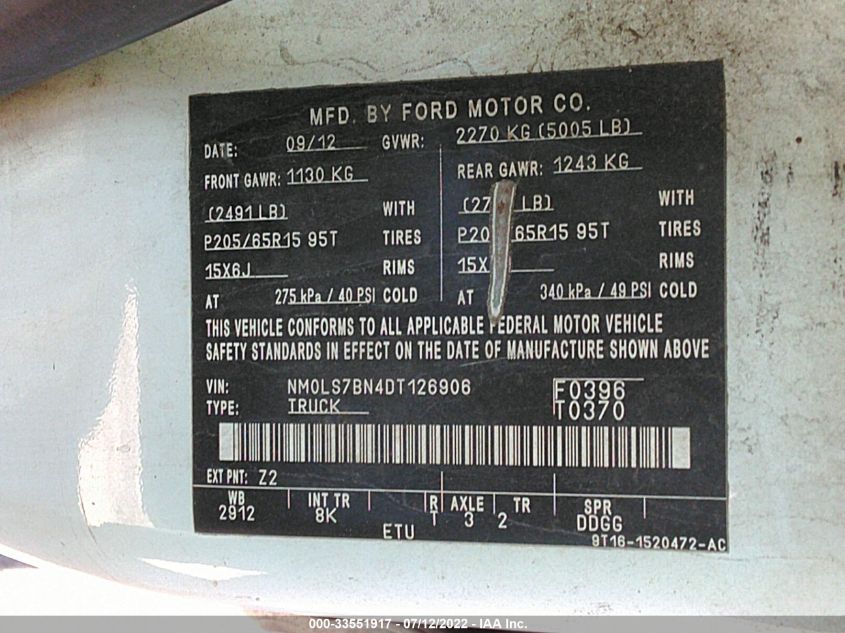 MFD. BY FORD MOTOR CO.
DATE: 09/12 GVWR: 2270 KG (5005 LB)
FRONT GAWR: 1130 KG REAR GAWR: 1243 KG
(2491 LB) WITH LB) WITH
P205/65R15 95T TIRES 65R15 95T TIRES
15X6J RIMS RIMS
AT 275 kPa / 40 PSI COLD AT 340 kPa / 49 PSI COLD
THIS VEHICLE CONFORMS TO ALL APPLICABLE FEDERAL MOTOR VEHICLE
SAFETY STANDARDS IN EFFECT ON THE DATE OF MANUFACTURE SHOWN ABOVE
VIN: NM0LS7BN4DT126906 F0396
TYPE: TRUCK T0370
EXT PNT: Z2
WB INT TR R AXLE TR SPR
2912 8K T 3 2 DDGG
ETU 9T16-1520472-AC
000-33551917 - 07/12/2022 - IAA Inc.